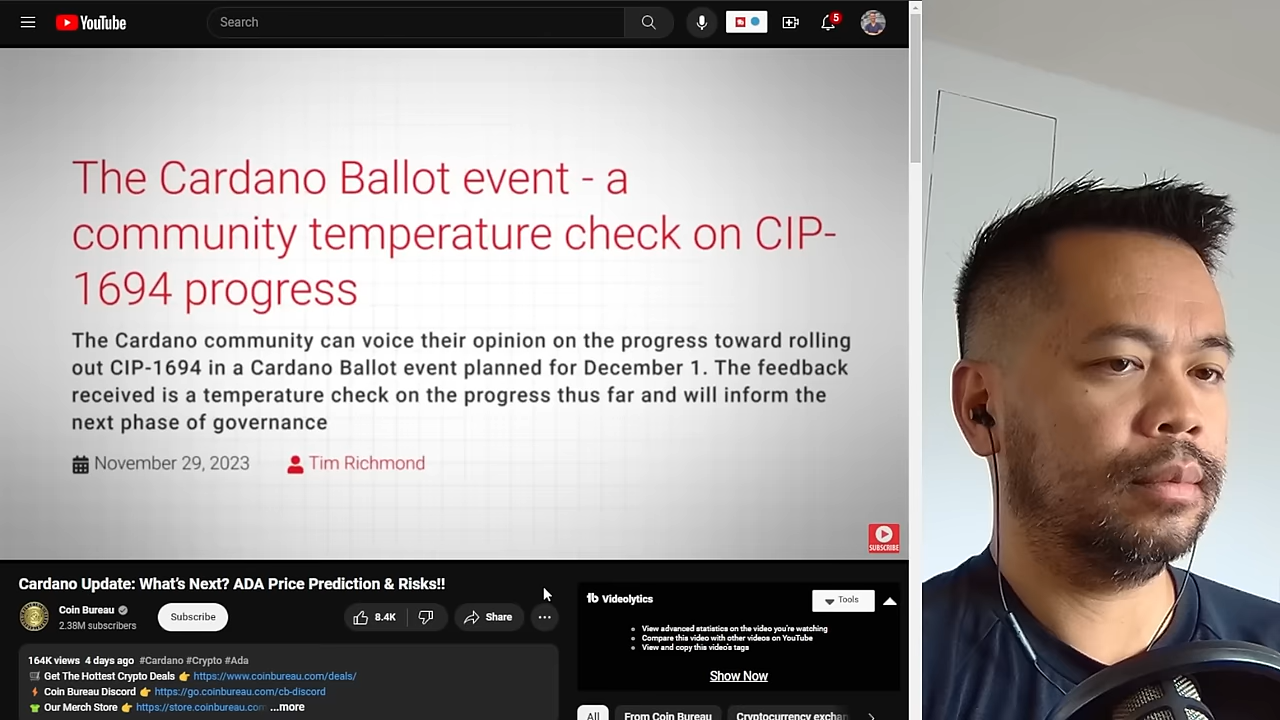 YouTube
Search
5
The Cardano Ballot event - a
community temperature check on CIP-
1694 progress
The Cardano community can voice their opinion on the progress toward rolling
out CIP-1694 in a Cardano Ballot event planned for December 1. The feedback
received is a temperature check on the progress thus far and will inform the
next phase of governance
November 29, 2023 Tim Richmond
SUBSCRIBE
Cardano Update: What's Next? ADA Price Prediction & Risks!!
Coin Bureau
2.38M subscribers
Subscribe
8.4K
Share
164K views 4 days ago #Cardano #Crypto #Ada
Get The Hottest Crypto Deals 👉 https://www.coinbureau.com/deals/
Coin Bureau Discord 👉 https://go.coinbureau.com/cb-discord
Our Merch Store 👉 https://store.coinbureau.com ...more
Videolytics
Tools
View advanced statistics on the video you're watching
Compare this video with other videos on YouTube
View and copy this video's tags
Show Now
All
From Coin Bureau
Cryptocurrency exchan